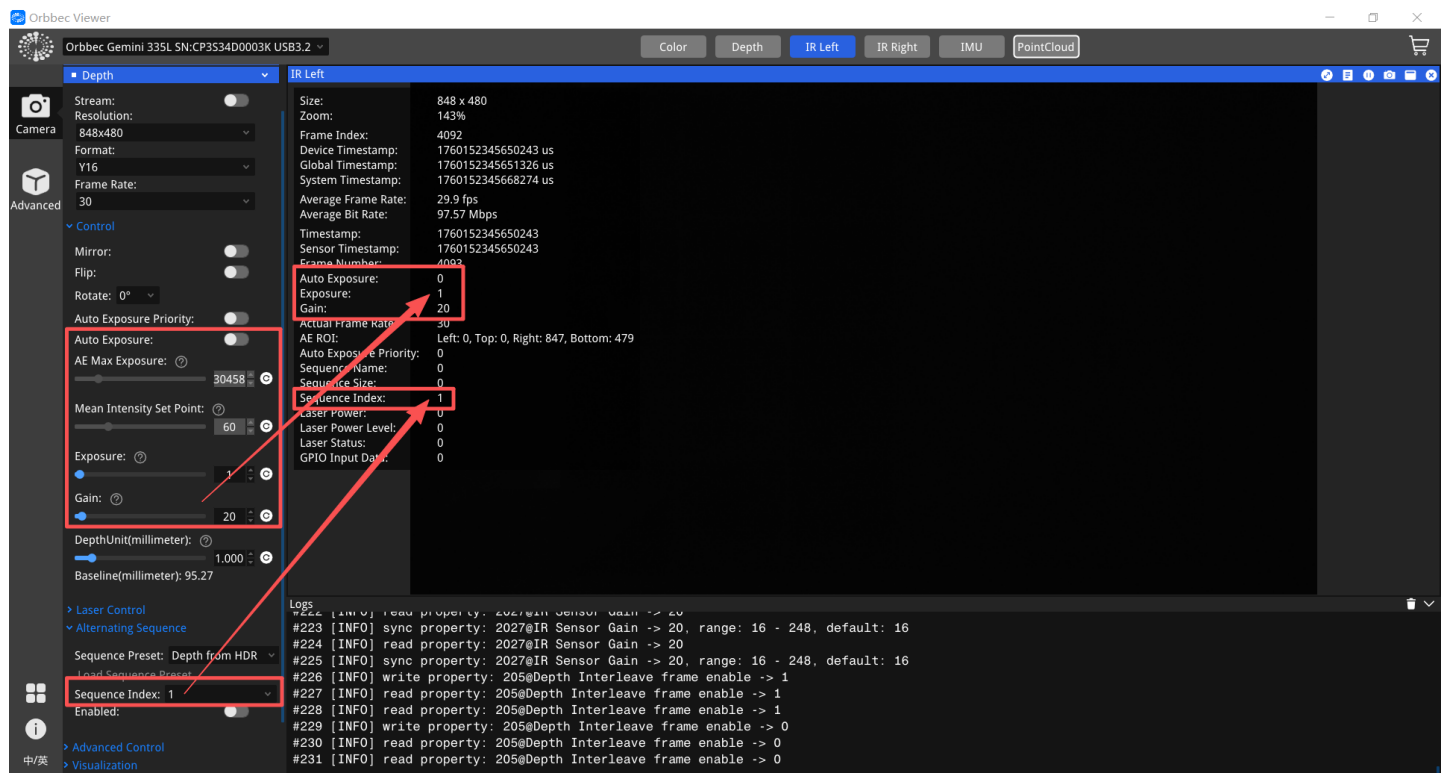 Orbbec Viewer
Orbbec Gemini 335L SN:CP3S34D0003K USB3.2
Color
Depth
IR Left
IR Right
IMU
PointCloud
Camera
Advanced
中/英
Depth
Stream:
Resolution:
848x480
Format:
Y16
Frame Rate:
30
Control
Mirror:
Flip:
Rotate: 0°
Auto Exposure Priority:
Auto Exposure:
AE Max Exposure:
30458
Mean Intensity Set Point:
60
Exposure:
1
Gain:
20
DepthUnit(millimeter):
1.000
Baseline(millimeter): 95.27
Laser Control
Alternating Sequence
Sequence Preset: Depth from HDR
Load Sequence Preset
Sequence Index: 1
Enabled:
Advanced Control
Visualization
IR Left
Size: 848 x 480
Zoom: 143%
Frame Index: 4092
Device Timestamp: 1760152345650243 us
Global Timestamp: 1760152345651326 us
System Timestamp: 1760152345668274 us
Average Frame Rate: 29.9 fps
Average Bit Rate: 97.57 Mbps
Timestamp: 1760152345650243
Sensor Timestamp: 1760152345650243
Frame Number: 4093
Auto Exposure: 0
Exposure: 1
Gain: 20
Actual Frame Rate: 30
AE ROI: Left: 0, Top: 0, Right: 847, Bottom: 479
Auto Exposure Priority: 0
Sequence Name: 0
Sequence Size: 0
Sequence Index: 1
Laser Power: 0
Laser Power Level: 0
Laser Status: 0
GPIO Input Data: 0
Logs
#222 [INFO] read property: 2027@IR Sensor Gain -> 20
#223 [INFO] sync property: 2027@IR Sensor Gain -> 20, range: 16 - 248, default: 16
#224 [INFO] read property: 2027@IR Sensor Gain -> 20
#225 [INFO] sync property: 2027@IR Sensor Gain -> 20, range: 16 - 248, default: 16
#226 [INFO] write property: 205@Depth Interleave frame enable -> 1
#227 [INFO] read property: 205@Depth Interleave frame enable -> 1
#228 [INFO] read property: 205@Depth Interleave frame enable -> 1
#229 [INFO] write property: 205@Depth Interleave frame enable -> 0
#230 [INFO] read property: 205@Depth Interleave frame enable -> 0
#231 [INFO] read property: 205@Depth Interleave frame enable -> 0